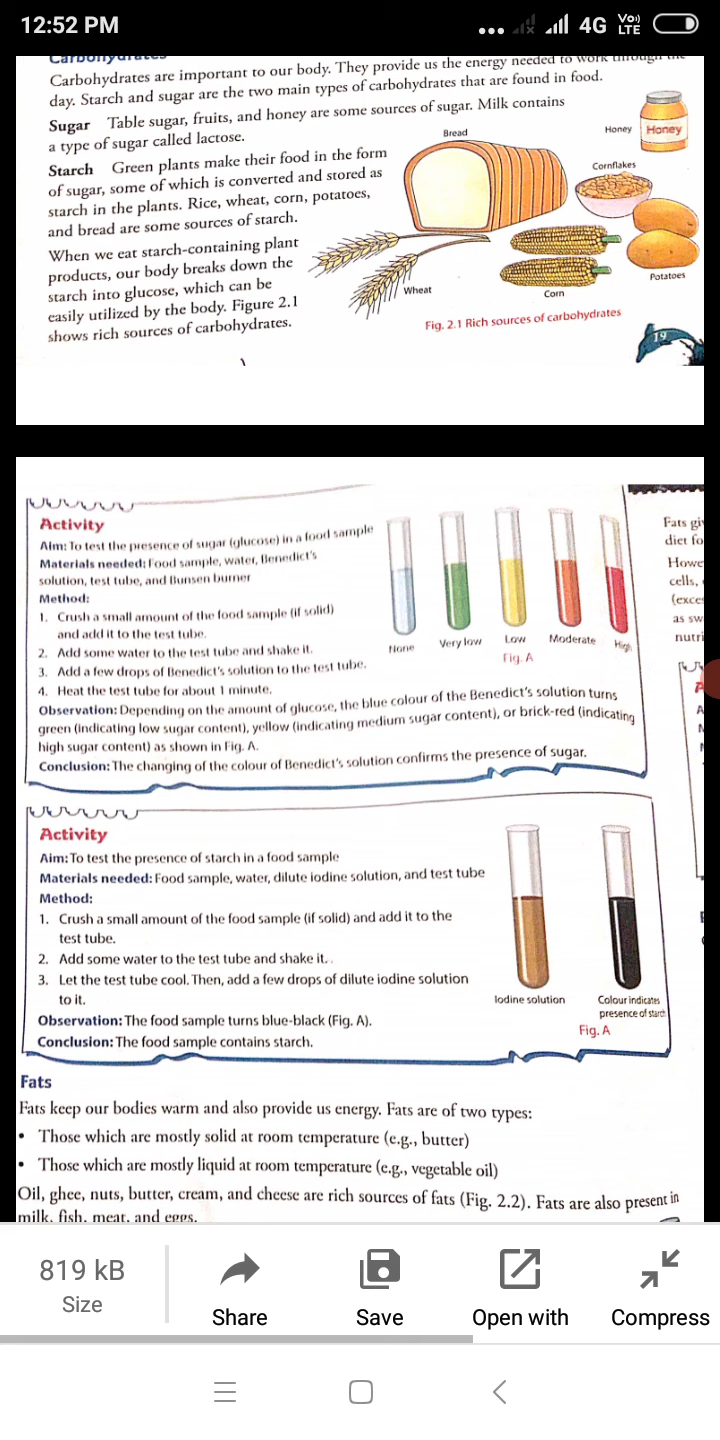 12:52 PM
4G Vo)) LTE
Carbohydrates
Carbohydrates are important to our body. They provide us the energy needed to work through the
day. Starch and sugar are the two main types of carbohydrates that are found in food.
Sugar Table sugar, fruits, and honey are some sources of sugar. Milk contains
a type of sugar called lactose.
Starch Green plants make their food in the form
of sugar, some of which is converted and stored as
starch in the plants. Rice, wheat, corn, potatoes,
and bread are some sources of starch.
When we eat starch-containing plant
products, our body breaks down the
starch into glucose, which can be
easily utilized by the body. Figure 2.1
shows rich sources of carbohydrates.
Bread
Honey
Honey
Cornflakes
Wheat
Corn
Potatoes
Fig. 2.1 Rich sources of carbohydrates
19
Activity
Aim: To test the presence of sugar (glucose) in a food sample
Materials needed: Food sample, water, Benedict's
solution, test tube, and Bunsen burner
Method:
1. Crush a small amount of the food sample (if solid)
and add it to the test tube.
2. Add some water to the test tube and shake it.
3. Add a few drops of Benedict's solution to the test tube.
4. Heat the test tube for about 1 minute.
Observation: Depending on the amount of glucose, the blue colour of the Benedict's solution turns
green (indicating low sugar content), yellow (indicating medium sugar content), or brick-red (indicating
high sugar content) as shown in Fig. A.
Conclusion: The changing of the colour of Benedict's solution confirms the presence of sugar.
None
Very low
Low
Moderate
High
Fig. A
Fats gi
diet fo
Howe
cells,
(exces
as sw
nutri
Activity
Aim: To test the presence of starch in a food sample
Materials needed: Food sample, water, dilute iodine solution, and test tube
Method:
1. Crush a small amount of the food sample (if solid) and add it to the
test tube.
2. Add some water to the test tube and shake it. .
3. Let the test tube cool. Then, add a few drops of dilute iodine solution
to it.
Observation: The food sample turns blue-black (Fig. A).
Conclusion: The food sample contains starch.
Iodine solution
Colour indicates
presence of starch
Fig. A
Fats
Fats keep our bodies warm and also provide us energy. Fats are of two types:
• Those which are mostly solid at room temperature (e.g., butter)
• Those which are mostly liquid at room temperature (e.g., vegetable oil)
Oil, ghee, nuts, butter, cream, and cheese are rich sources of fats (Fig. 2.2). Fats are also present in
milk, fish, meat, and eggs.
819 kB
Size
Share
Save
Open with
Compress